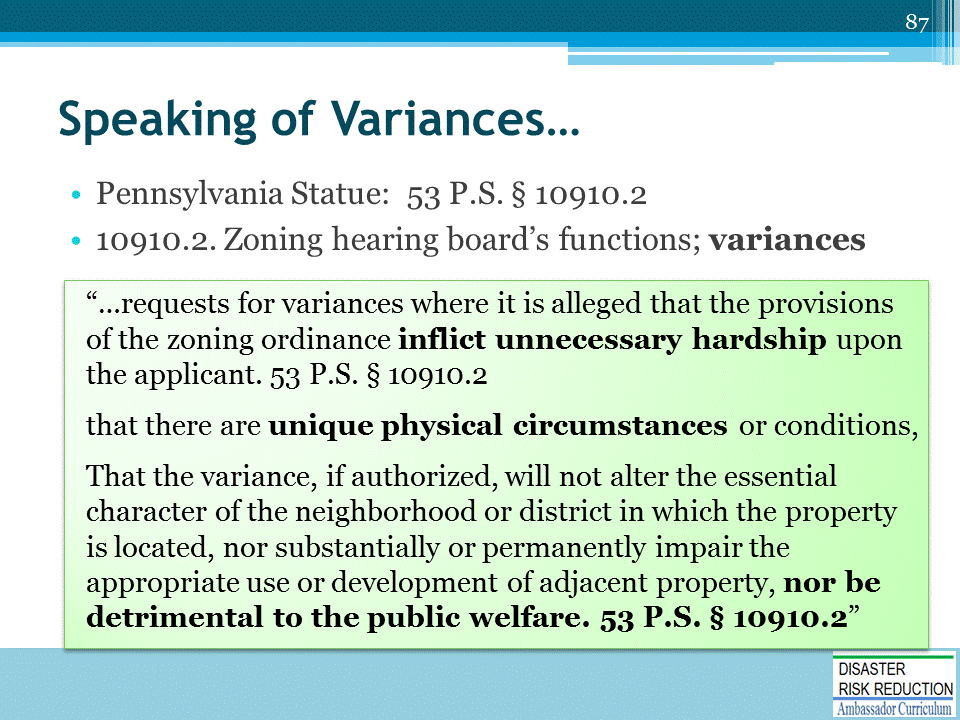 87
Speaking of Variances…
• Pennsylvania Statue:  53 P.S. § 10910.2
• 10910.2. Zoning hearing board’s functions; variances
“…requests for variances where it is alleged that the provisions
of the zoning ordinance inflict unnecessary hardship upon
the applicant. 53 P.S. § 10910.2
that there are unique physical circumstances or conditions,
That the variance, if authorized, will not alter the essential
character of the neighborhood or district in which the property
is located, nor substantially or permanently impair the
appropriate use or development of adjacent property, nor be
detrimental to the public welfare. 53 P.S. § 10910.2”
DISASTER
RISK REDUCTION
Ambassador Curriculum